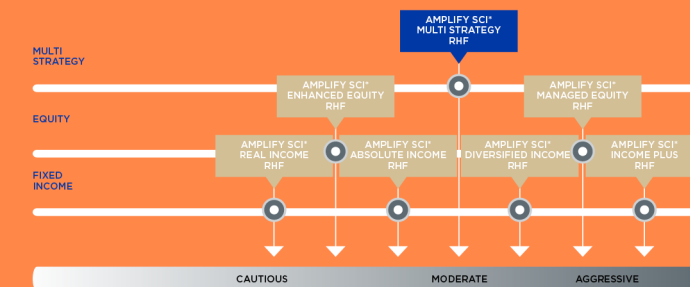 AMPLIFY SCI*
MULTI STRATEGY
RHF
MULTI
STRATEGY
AMPLIFY SCI*
ENHANCED EQUITY
RHF
AMPLIFY SCI*
MANAGED EQUITY
RHF
EQUITY
AMPLIFY SCI*
REAL INCOME
RHF
AMPLIFY SCI*
ABSOLUTE INCOME
RHF
AMPLIFY SCI*
DIVERSIFIED INCOME
RHF
AMPLIFY SCI*
INCOME PLUS
RHF
FIXED
INCOME
CAUTIOUS
MODERATE
AGGRESSIVE